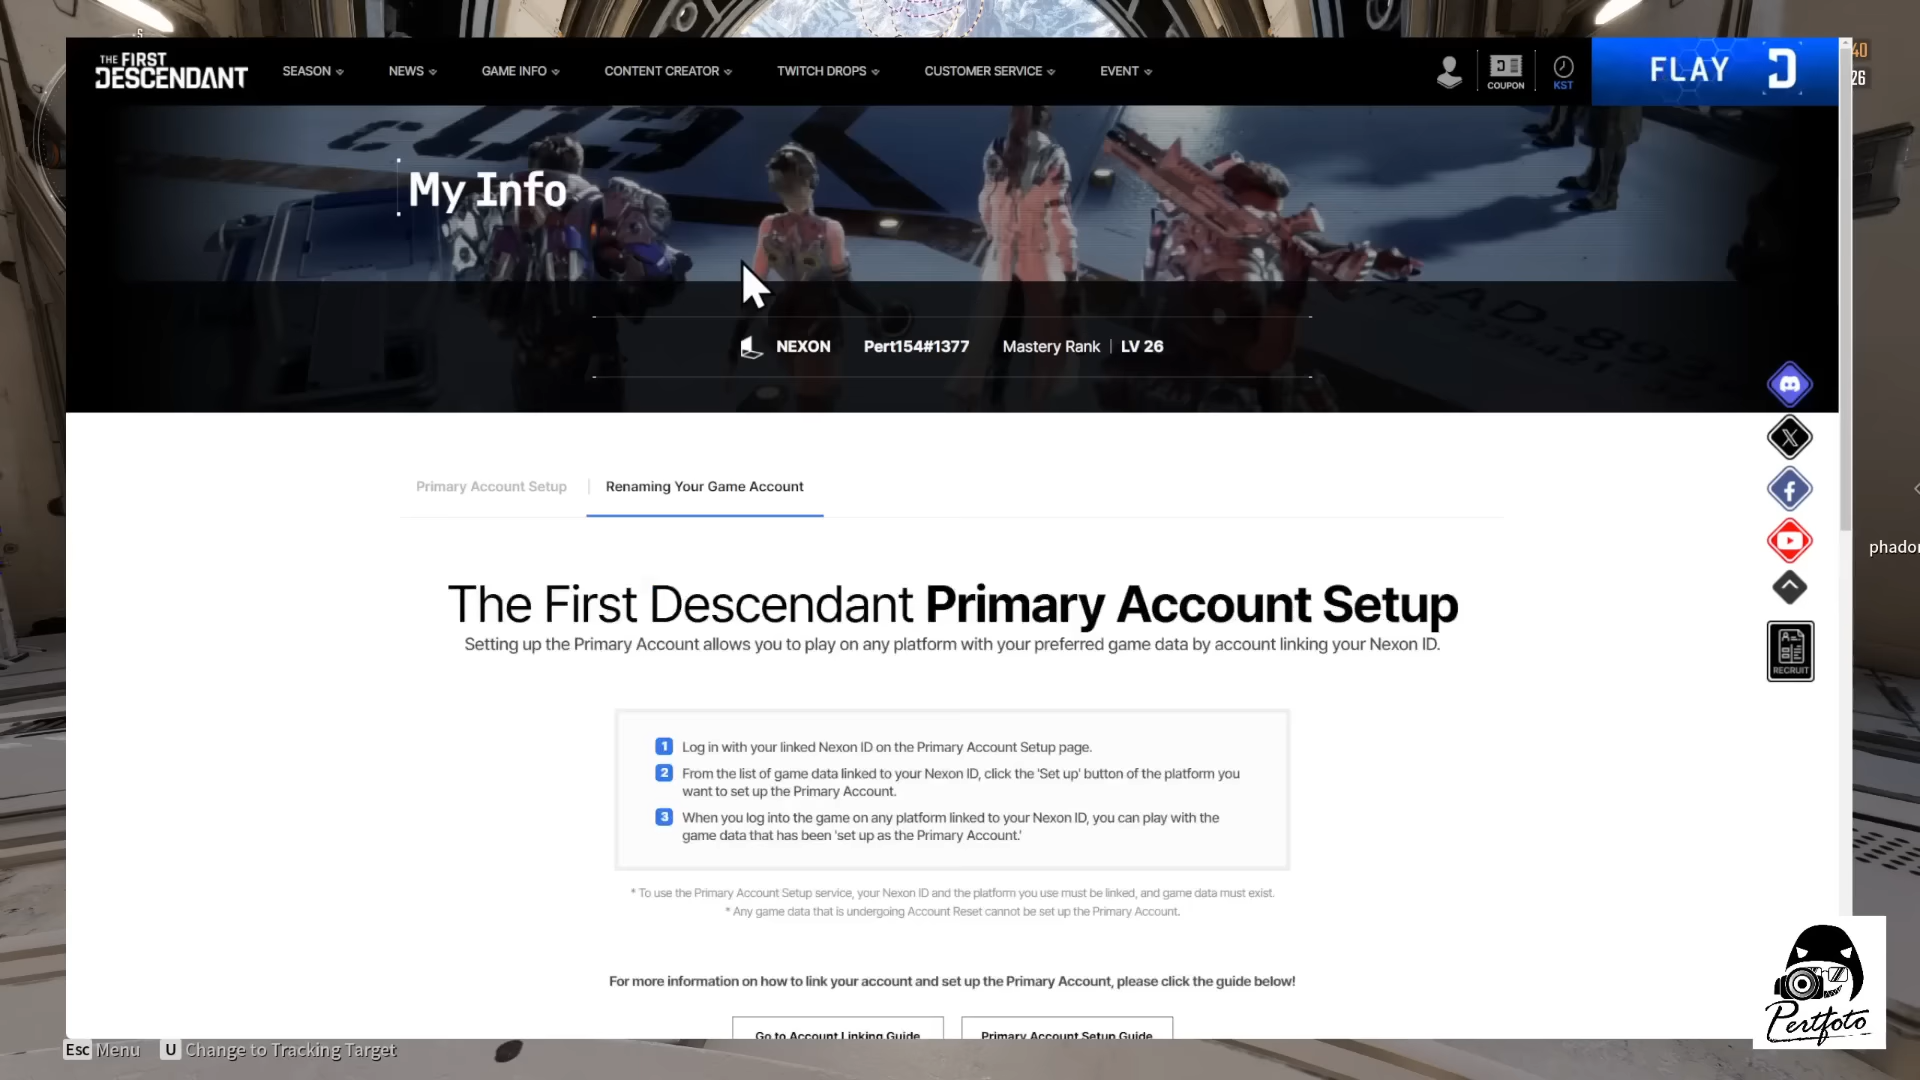 S
THE FIRST
DESCENDANT
SEASON
NEWS
GAME INFO
CONTENT CREATOR
TWITCH DROPS
CUSTOMER SERVICE
EVENT
COUPON
KST
FLAY
40
26
My Info
NEXON Pert154#1377 Mastery Rank | LV 26
Primary Account Setup | Renaming Your Game Account
phador
The First Descendant Primary Account Setup
Setting up the Primary Account allows you to play on any platform with your preferred game data by account linking your Nexon ID.
RECRUIT
1 Log in with your linked Nexon ID on the Primary Account Setup page.
2 From the list of game data linked to your Nexon ID, click the 'Set up' button of the platform you
want to set up the Primary Account.
3 When you log into the game on any platform linked to your Nexon ID, you can play with the
game data that has been 'set up as the Primary Account.'
* To use the Primary Account Setup service, your Nexon ID and the platform you use must be linked, and game data must exist.
* Any game data that is undergoing Account Reset cannot be set up the Primary Account.
For more information on how to link your account and set up the Primary Account, please click the guide below!
Go to Account Linking Guide
Primary Account Setup Guide
Pertfoto
Esc Menu U Change to Tracking Target